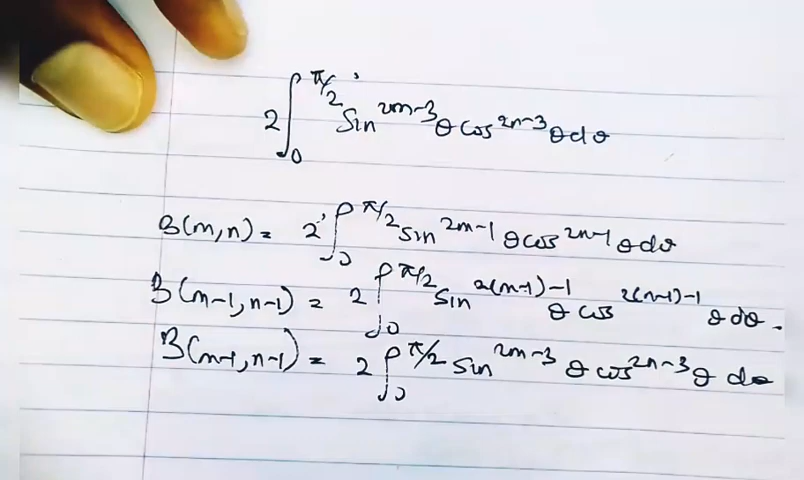 2∫₀^π/2 sin^2m-3 θ cos^2n-3 θ dθ
B(m,n) = 2∫₀^π/2 sin^2m-1 θ cos^2n-1 θ dθ
B(m-1,n-1) = 2∫₀^π/2 sin^2(m-1)-1 θ cos^2(n-1)-1 θ dθ.
B(m-1,n-1) = 2∫₀^π/2 sin^2m-3 θ cos^2n-3 θ dθ